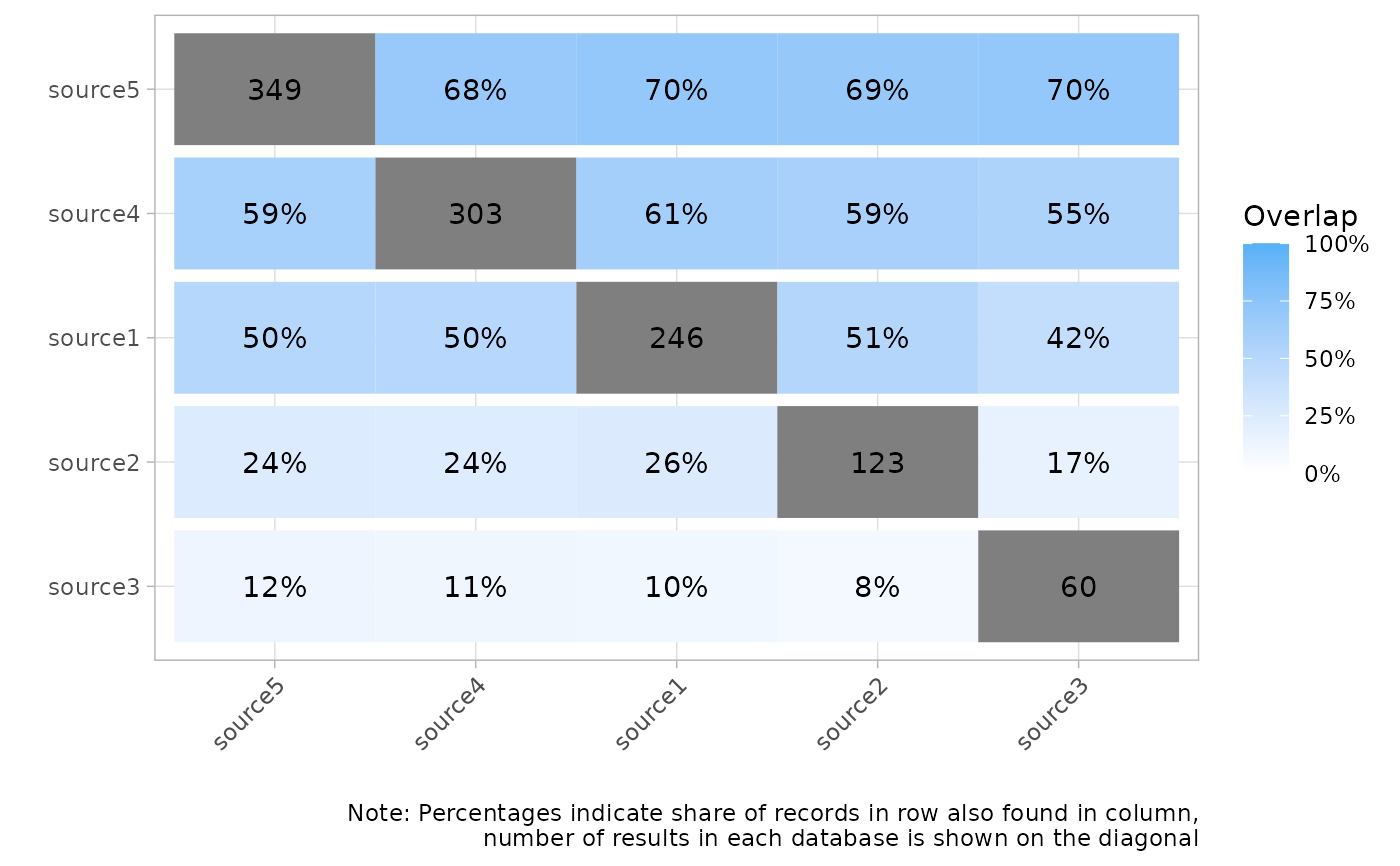 source5 349 68% 70% 69% 70%
source4 59% 303 61% 59% 55%
source1 50% 50% 246 51% 42%
source2 24% 24% 26% 123 17%
source3 12% 11% 10% 8% 60
source5 source4 source1 source2 source3
Overlap
100%
75%
50%
25%
0%
Note: Percentages indicate share of records in row also found in column,
number of results in each database is shown on the diagonal